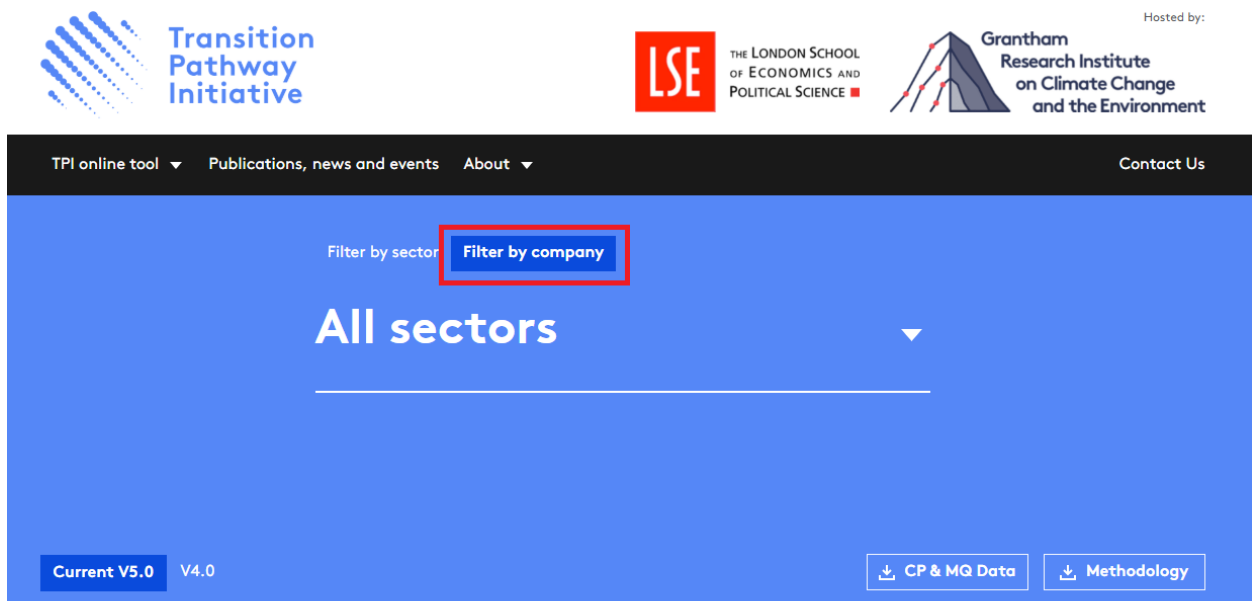 Hosted by:
Transition
Pathway
Initiative
LSE
THE LONDON SCHOOL
OF ECONOMICS AND
POLITICAL SCIENCE
Grantham
Research Institute
on Climate Change
and the Environment
TPI online tool
Publications, news and events
About
Contact Us
Filter by sector
Filter by company
All sectors
Current V5.0
V4.0
CP & MQ Data
Methodology